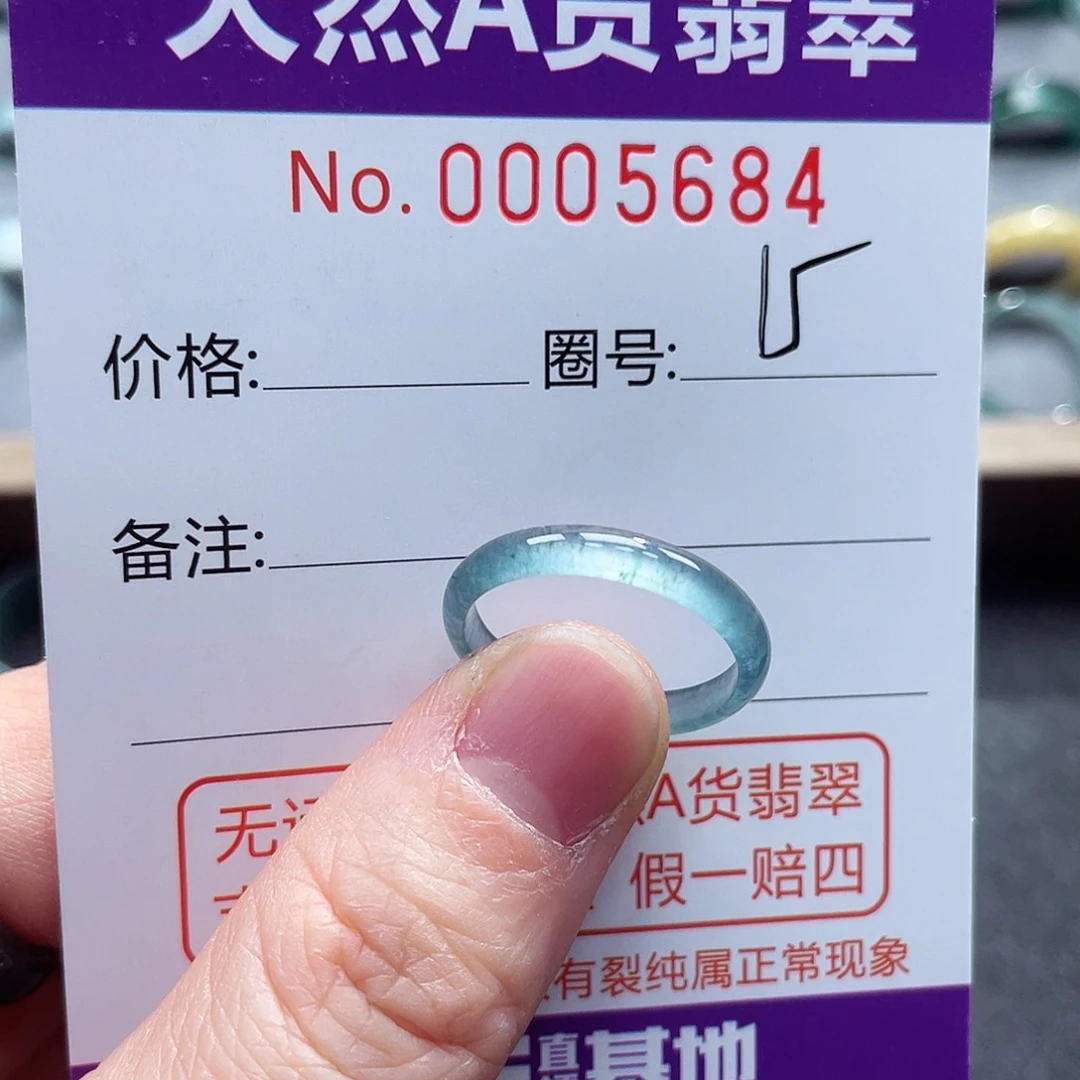 天然A货翡翠
No. 0005684
价格: 圈号:
备注:
无 A货翡翠
假一赔四
有裂纯属正常现象
基地